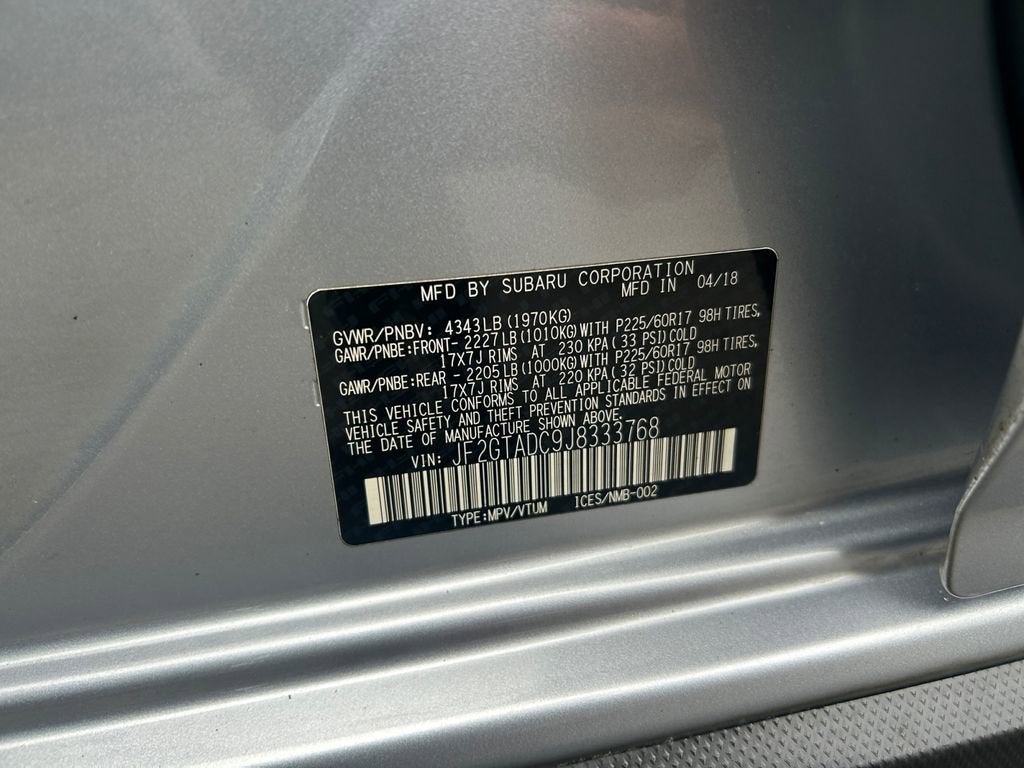 MFD BY SUBARU CORPORATION
MFD IN 04/18
GVWR/PNBV: 4343LB(1970KG)
GAWR/PNBE:FRONT- 2227LB(1010KG)WITH P225/60R17 98H TIRES,
17X7J RIMS AT 230 KPA(33 PSI)COLD
GAWR/PNBE:REAR - 2205LB(1000KG)WITH P225/60R17 98H TIRES,
17X7J RIMS AT 220 KPA(32 PSI)COLD
THIS VEHICLE CONFORMS TO ALL APPLICABLE FEDERAL MOTOR
VEHICLE SAFETY AND THEFT PREVENTION STANDARDS IN EFFECT ON
THE DATE OF MANUFACTURE SHOWN ABOVE.
VIN: JF2GTADC9J8333768
TYPE:MPV/VTUM ICES/NMB-002